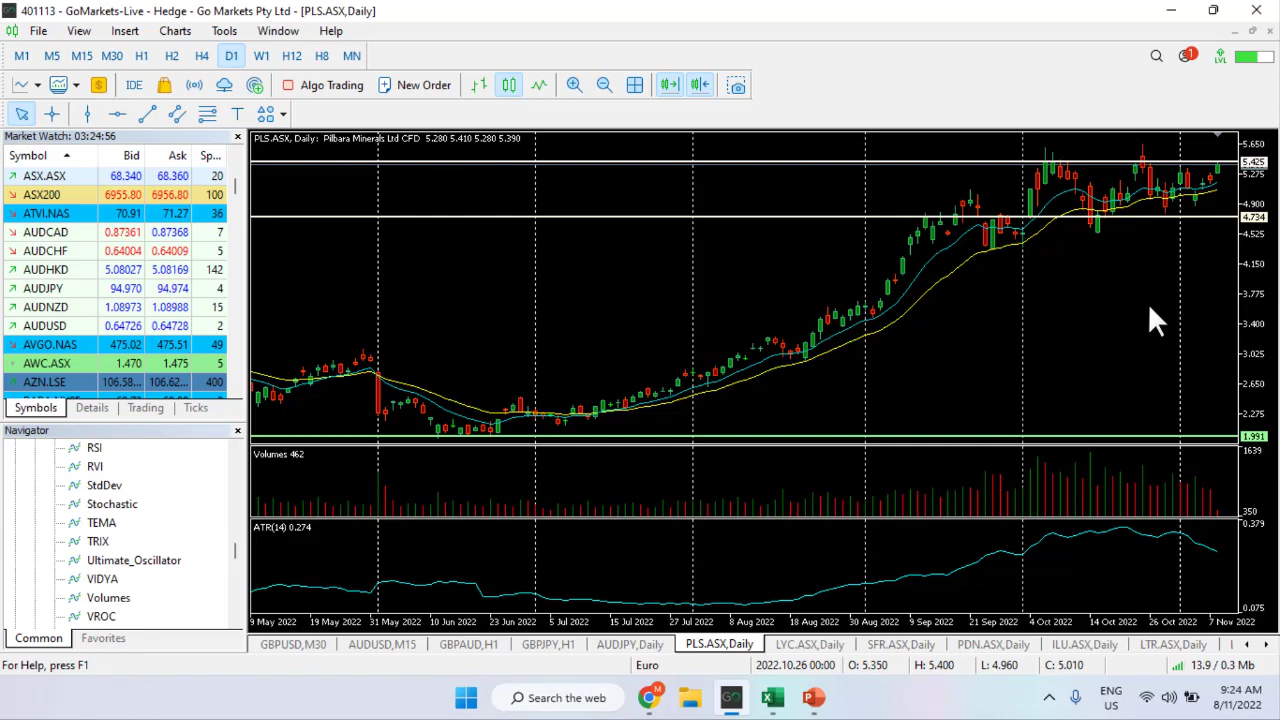 401113 - GoMarkets-Live - Hedge - Go Markets Pty Ltd - [PLS.ASX,Daily]
File View Insert Charts Tools Window Help
M1 M5 M15 M30 H1 H2 H4 D1 W1 H12 H8 MN
1
LVL
IDE Algo Trading New Order
Market Watch: 03:24:56
Symbol Bid Ask Sp...
ASX.ASX 68.340 68.360 20
ASX200 6955.80 6956.80 100
ATVI.NAS 70.91 71.27 36
AUDCAD 0.87361 0.87368 7
AUDCHF 0.64004 0.64009 5
AUDHKD 5.08027 5.08169 142
AUDJPY 94.970 94.974 4
AUDNZD 1.08973 1.08988 15
AUDUSD 0.64726 0.64728 2
AVGO.NAS 475.02 475.51 49
AWC.ASX 1.470 1.475 5
AZN.LSE 106.58... 106.62... 400
Symbols Details Trading Ticks
Navigator
RSI
RVI
StdDev
Stochastic
TEMA
TRIX
Ultimate_Oscillator
VIDYA
Volumes
VROC
Common Favorites
PLS.ASX, Daily: Pilbara Minerals Ltd CFD 5.280 5.410 5.280 5.390
5.650
5.425
5.275
4.900
4.734
4.525
4.150
3.775
3.400
3.025
2.650
2.275
1.991
Volumes 462
1639
350
ATR(14) 0.274
0.379
0.075
9 May 2022 19 May 2022 31 May 2022 10 Jun 2022 23 Jun 2022 5 Jul 2022 15 Jul 2022 27 Jul 2022 8 Aug 2022 18 Aug 2022 30 Aug 2022 9 Sep 2022 21 Sep 2022 4 Oct 2022 14 Oct 2022 26 Oct 2022 7 Nov 2022
GBPUSD,M30 AUDUSD,M15 GBPAUD,H1 GBPJPY,H1 AUDJPY,Daily PLS.ASX,Daily LYC.ASX,Daily SFR.ASX,Daily PDN.ASX,Daily ILU.ASX,Daily LTR.ASX,Daily
For Help, press F1 Euro 2022.10.26 00:00 O: 5.350 H: 5.400 L: 4.960 C: 5.010 13.9 / 0.3 Mb
Search the web
GO
ENG
US
9:24 AM
8/11/2022